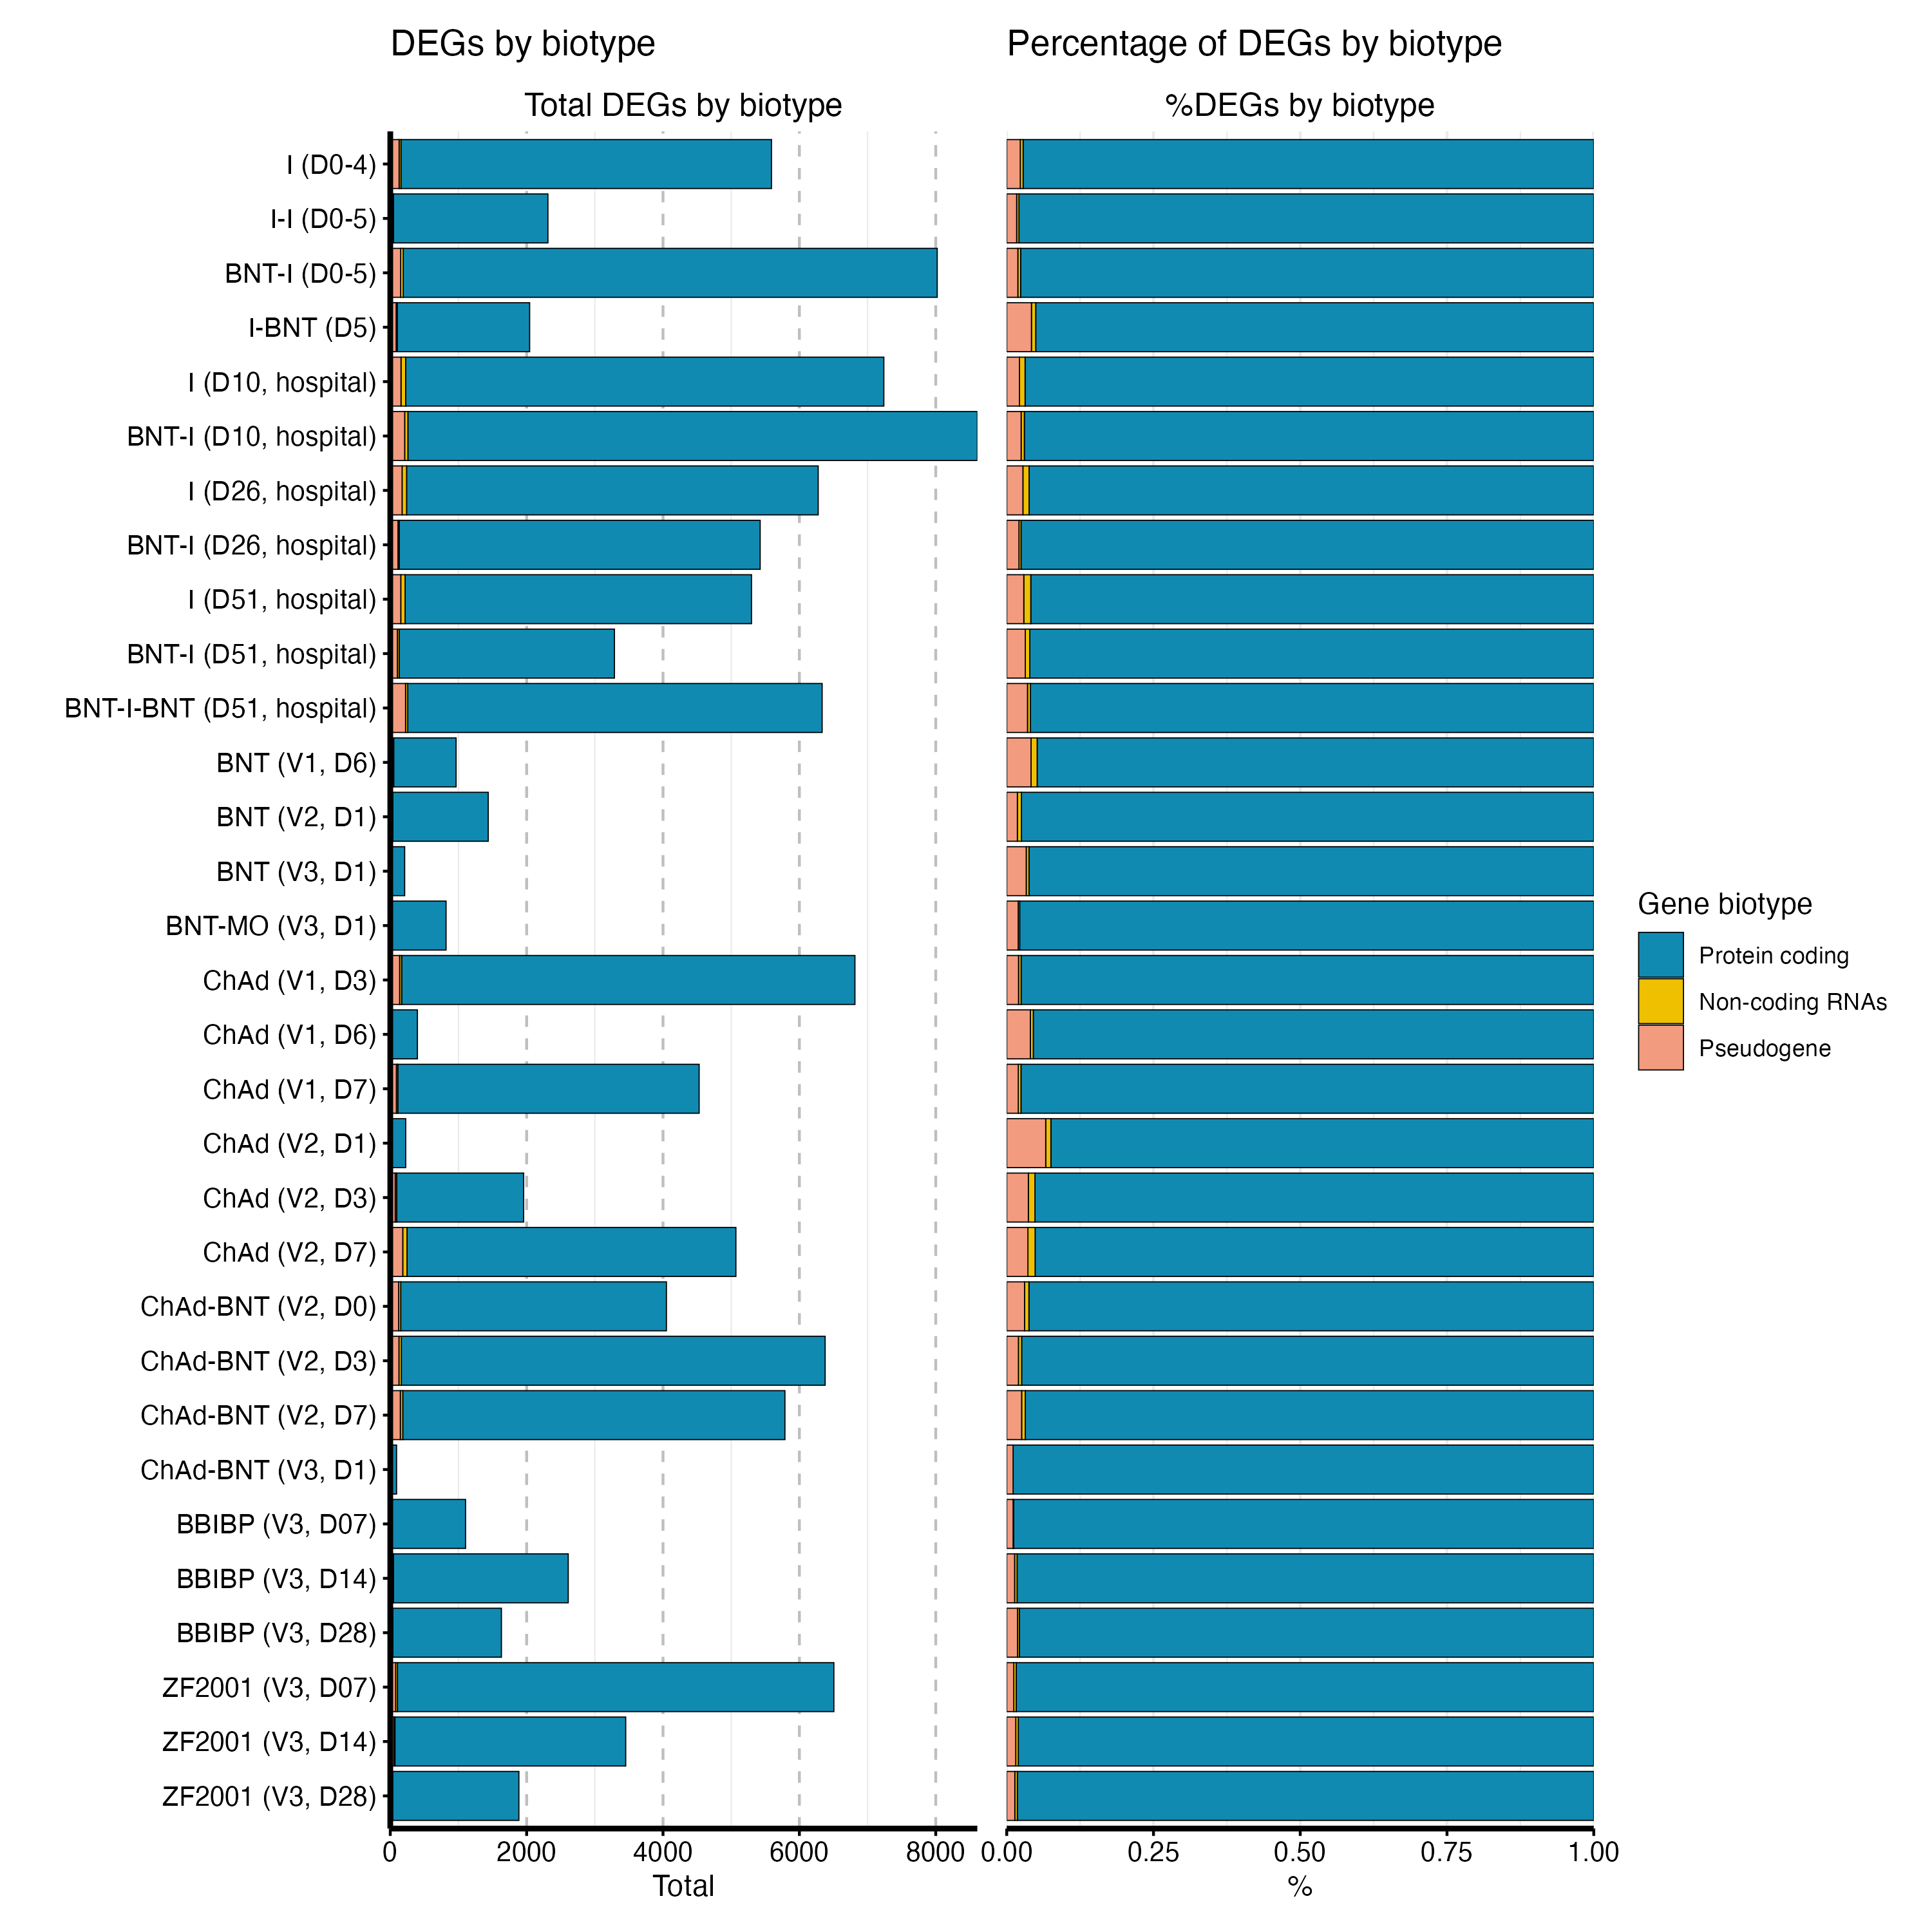 DEGs by biotype
Percentage of DEGs by biotype
Total DEGs by biotype
%DEGs by biotype
I (D0-4)
I-I (D0-5)
BNT-I (D0-5)
I-BNT (D5)
I (D10, hospital)
BNT-I (D10, hospital)
I (D26, hospital)
BNT-I (D26, hospital)
I (D51, hospital)
BNT-I (D51, hospital)
BNT-I-BNT (D51, hospital)
BNT (V1, D6)
BNT (V2, D1)
BNT (V3, D1)
BNT-MO (V3, D1)
ChAd (V1, D3)
ChAd (V1, D6)
ChAd (V1, D7)
ChAd (V2, D1)
ChAd (V2, D3)
ChAd (V2, D7)
ChAd-BNT (V2, D0)
ChAd-BNT (V2, D3)
ChAd-BNT (V2, D7)
ChAd-BNT (V3, D1)
BBIBP (V3, D07)
BBIBP (V3, D14)
BBIBP (V3, D28)
ZF2001 (V3, D07)
ZF2001 (V3, D14)
ZF2001 (V3, D28)
0 2000 4000 6000 8000
Total
0.00 0.25 0.50 0.75 1.00
%
Gene biotype
Protein coding
Non-coding RNAs
Pseudogene